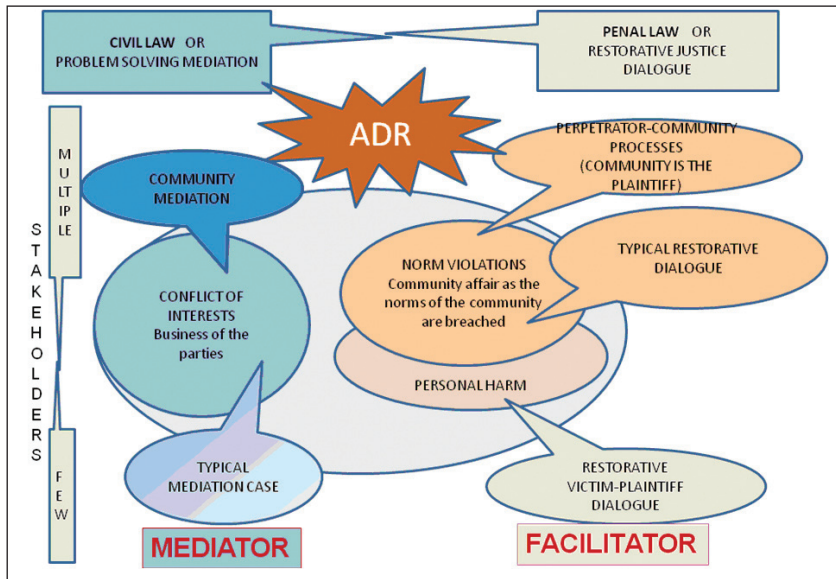 CIVIL LAW OR
PROBLEM SOLVING MEDIATION
PENAL LAW OR
RESTORATIVE JUSTICE
DIALOGUE
ADR
MULTIPLE
STAKEHOLDERS
FEW
COMMUNITY
MEDIATION
PERPETRATOR-COMMUNITY
PROCESSES
(COMMUNITY IS THE
PLAINTIFF)
TYPICAL RESTORATIVE
DIALOGUE
CONFLICT OF
INTERESTS
Business of the
parties
NORM VIOLATIONS
Community affair as the
norms of the community
are breached
PERSONAL HARM
TYPICAL
MEDIATION CASE
RESTORATIVE
VICTIM-PLAINTIFF
DIALOGUE
MEDIATOR
FACILITATOR